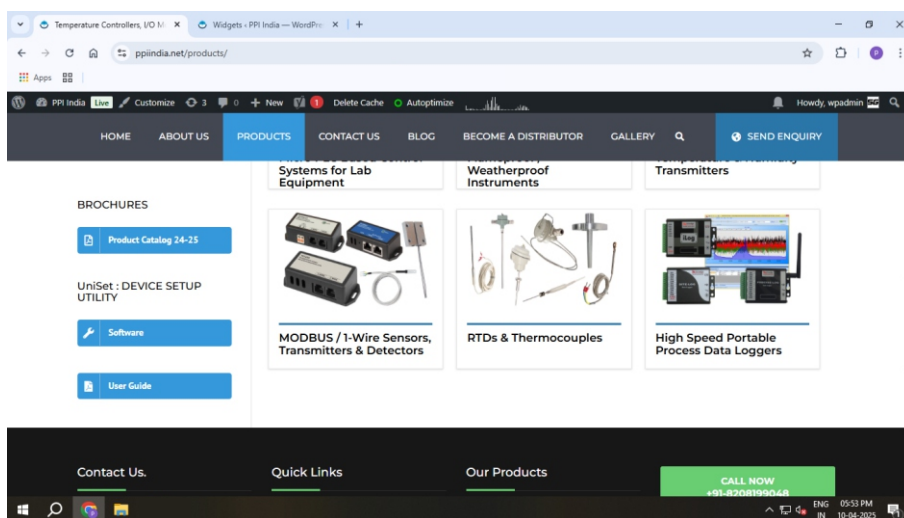 Temperature Controllers, I/O M
Widgets ‹ PPI India — WordPre
ppiindia.net/products/
Apps
PPI India Live Customize 3 0 + New 1 Delete Cache Autoptimize Howdy, wpadmin
HOME ABOUT US PRODUCTS CONTACT US BLOG BECOME A DISTRIBUTOR GALLERY SEND ENQUIRY
Systems for Lab
Equipment
Weatherproof
Instruments
Transmitters
BROCHURES
Product Catalog 24-25
UniSet : DEVICE SETUP
UTILITY
Software
User Guide
MODBUS / 1-Wire Sensors,
Transmitters & Detectors
RTDs & Thermocouples
High Speed Portable
Process Data Loggers
Contact Us.
Quick Links
Our Products
CALL NOW
+91-8208199048
ENG 05:53 PM
IN 10-04-2025